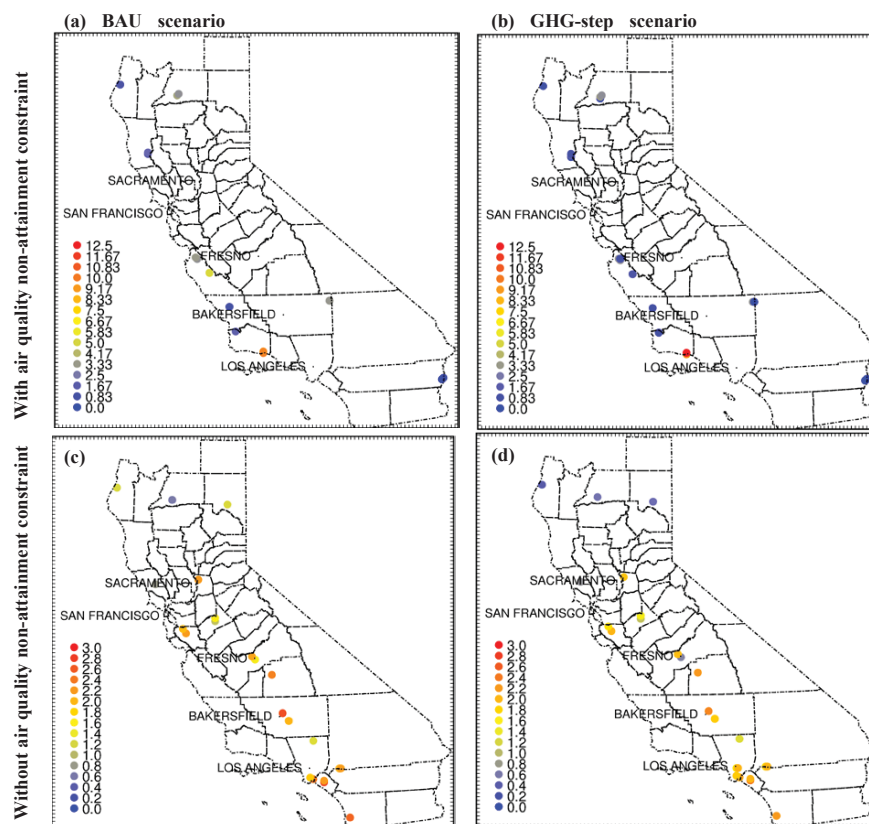 (a) BAU scenario
(b) GHG-step scenario
With air quality non-attainment constraint
SACRAMENTO
SAN FRANCISCO
FRESNO
BAKERSFIELD
LOS ANGELES
12.5
11.67
10.83
10.0
9.17
8.33
7.5
6.67
5.83
5.0
4.17
3.33
2.5
1.67
0.83
0.0
SACRAMENTO
SAN FRANCISCO
FRESNO
BAKERSFIELD
LOS ANGELES
12.5
11.67
10.83
10.0
9.17
8.33
7.5
6.67
5.83
5.0
4.17
3.33
2.5
1.67
0.83
0.0
Without air quality non-attainment constraint
(c)
SACRAMENTO
SAN FRANCISCO
FRESNO
BAKERSFIELD
LOS ANGELES
3.0
2.8
2.6
2.4
2.2
2.0
1.8
1.6
1.4
1.2
1.0
0.8
0.6
0.4
0.2
0.0
(d)
SACRAMENTO
SAN FRANCISCO
FRESNO
BAKERSFIELD
LOS ANGELES
3.0
2.8
2.6
2.4
2.2
2.0
1.8
1.6
1.4
1.2
1.0
0.8
0.6
0.4
0.2
0.0